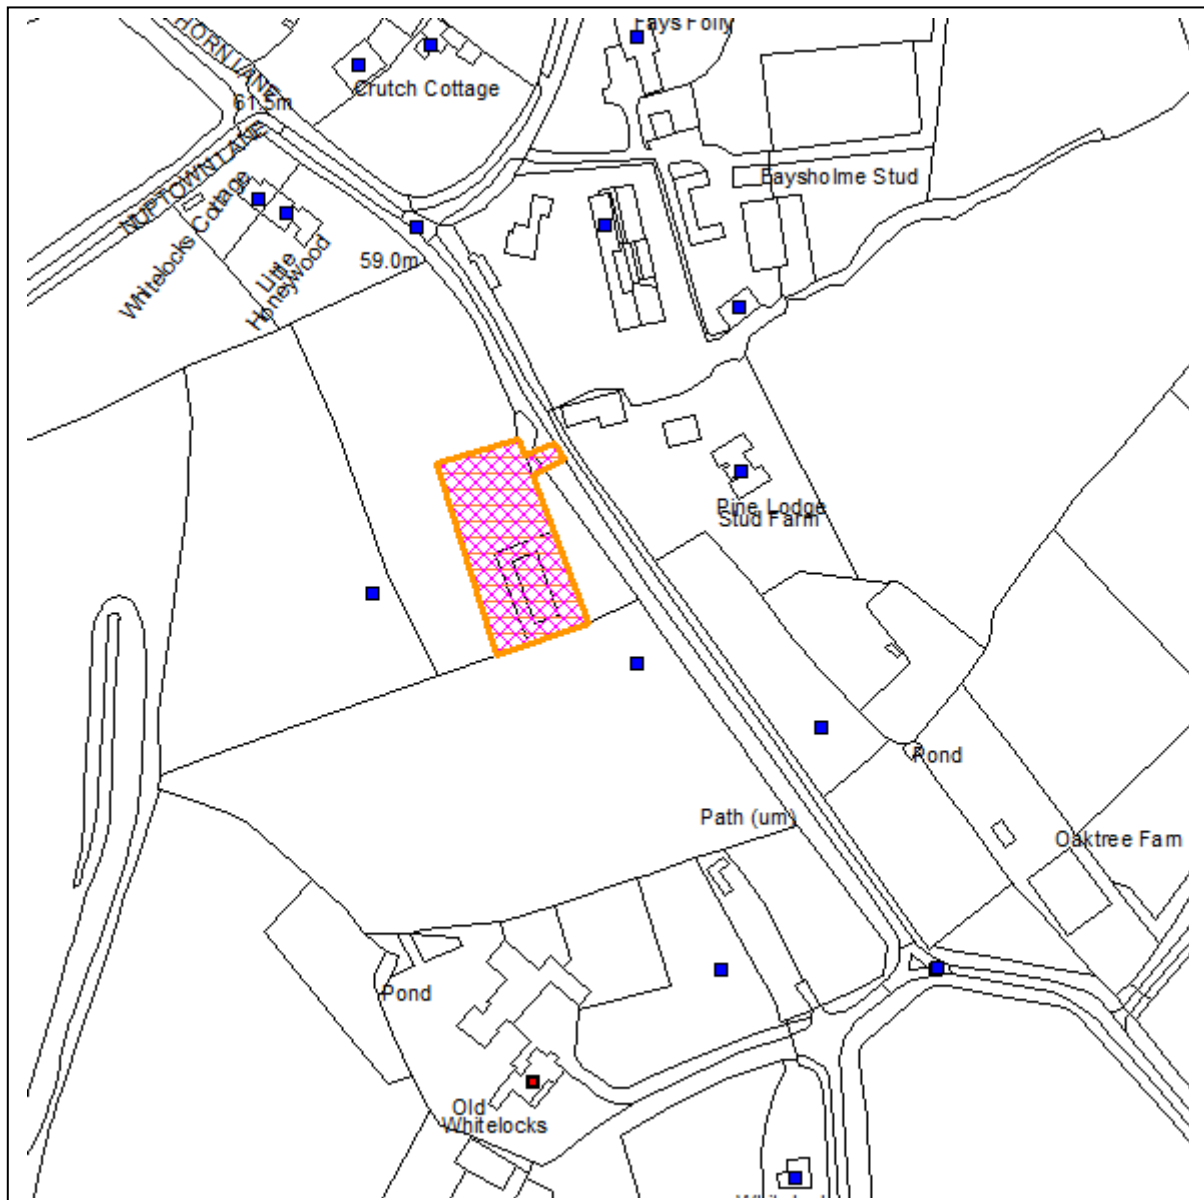 Fays Folly
HORN LANE
Crutch Cottage
61.5m
NUPTOWN LANE
Faysholme Stud
Whitelocks Cottage
Little
Honeywood
59.0m
Pine Lodge
Stud Farm
Pond
Path (um)
Oaktree Farm
Pond
Old
Whitelocks